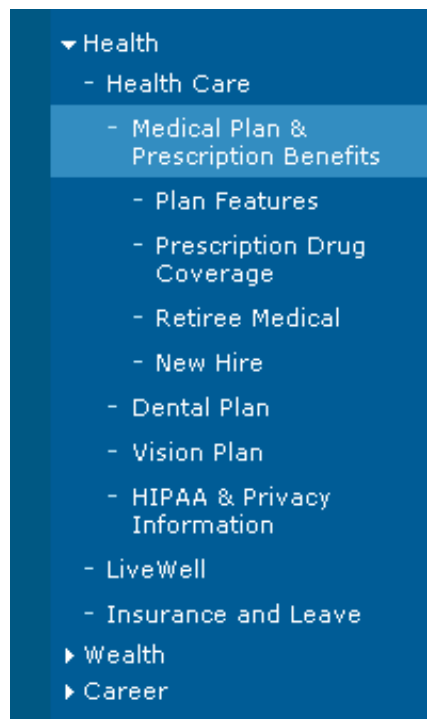 Health
- Health Care
- Medical Plan &
Prescription Benefits
- Plan Features
- Prescription Drug
Coverage
- Retiree Medical
- New Hire
- Dental Plan
- Vision Plan
- HIPAA & Privacy
Information
- LiveWell
- Insurance and Leave
Wealth
Career